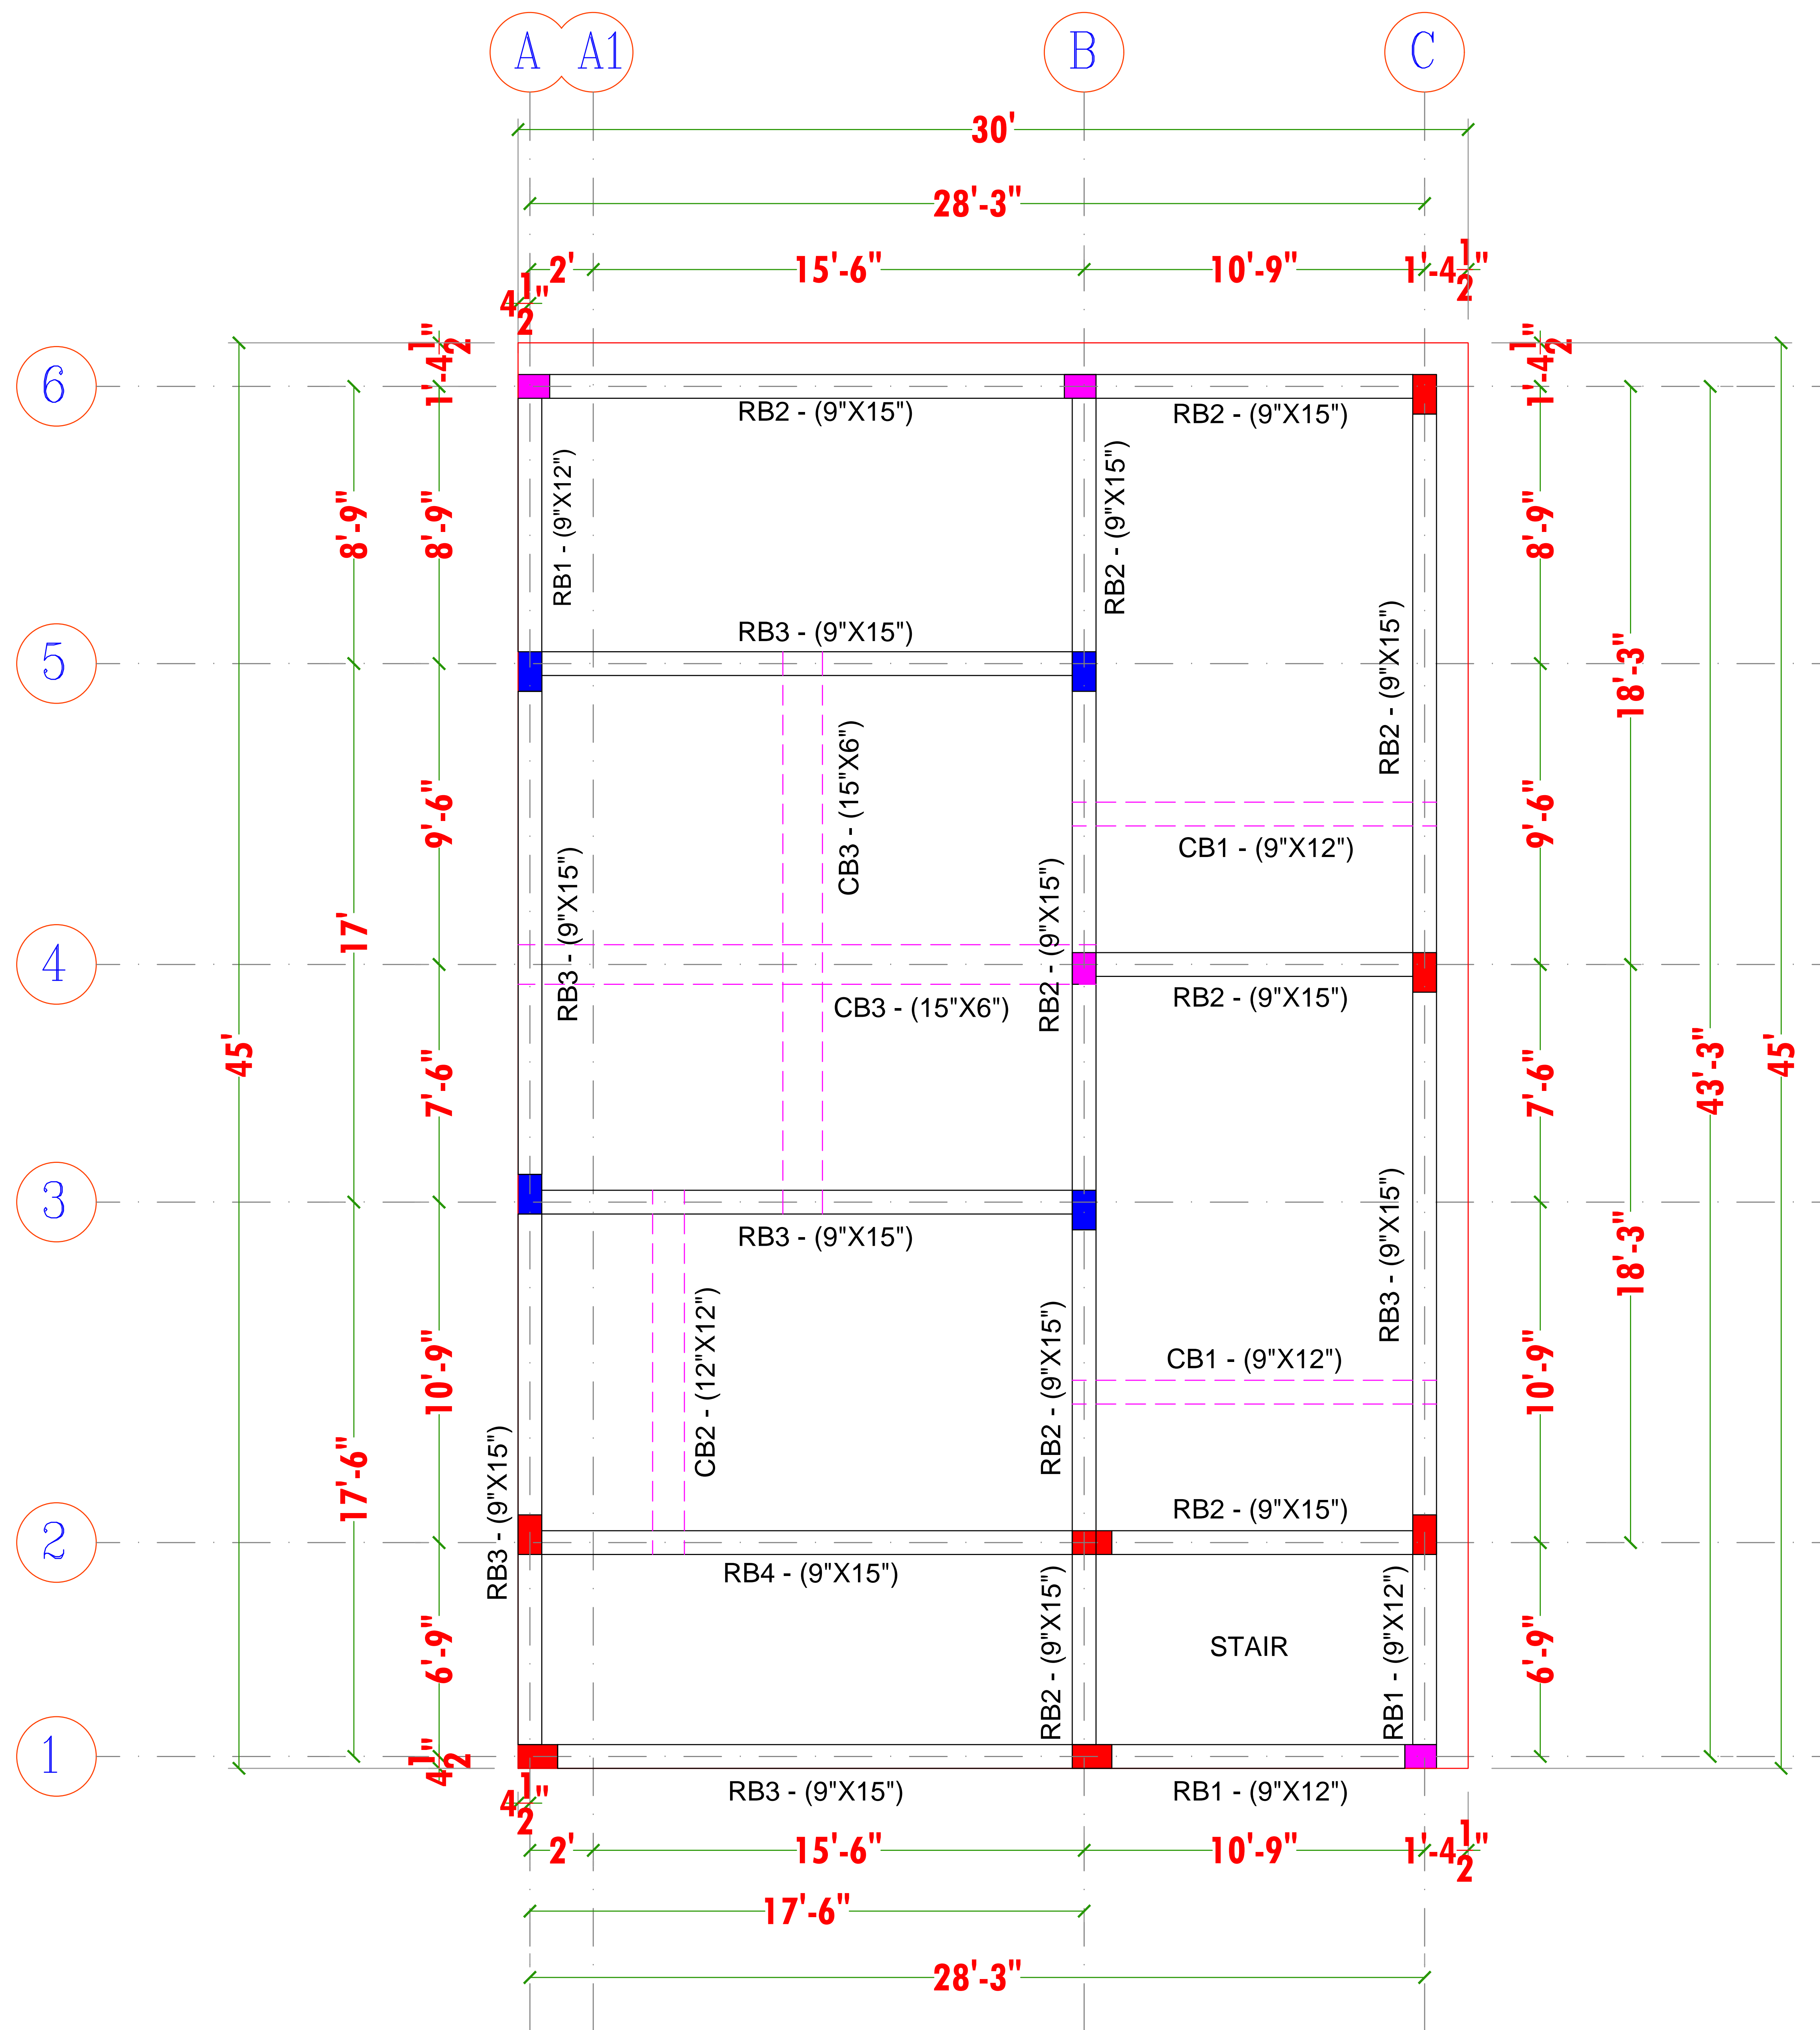 A A1 B C
30'
28'-3"
2' 15'-6" 10'-9" 1'-4 1/2"
4 1/2"
1'-4 1/2" 1'-4 1/2"
6
RB2 - (9"X15") RB2 - (9"X15")
8'-9" 8'-9" RB1 - (9"X12") RB2 - (9"X15") 8'-9"
RB3 - (9"X15")
5
RB2 - (9"X15") 18'-3"
9'-6" CB3 - (15"X6") 9'-6"
CB1 - (9"X12")
17' RB3 - (9"X15") RB2 - (9"X15")
4
CB3 - (15"X6") RB2 - (9"X15")
45' 7'-6" 7'-6" 43'-3" 45'
3
RB3 - (9"X15") RB3 - (9"X15") 18'-3"
10'-9" CB2 - (12"X12") RB2 - (9"X15") CB1 - (9"X12") 10'-9"
17'-6" RB3 - (9"X15")
RB2 - (9"X15")
2
RB4 - (9"X15")
6'-9" RB2 - (9"X15") STAIR RB1 - (9"X12") 6'-9"
1
4 1/2"
RB3 - (9"X15") RB1 - (9"X12")
4 1/2"
2' 15'-6" 10'-9" 1'-4 1/2"
17'-6"
28'-3"